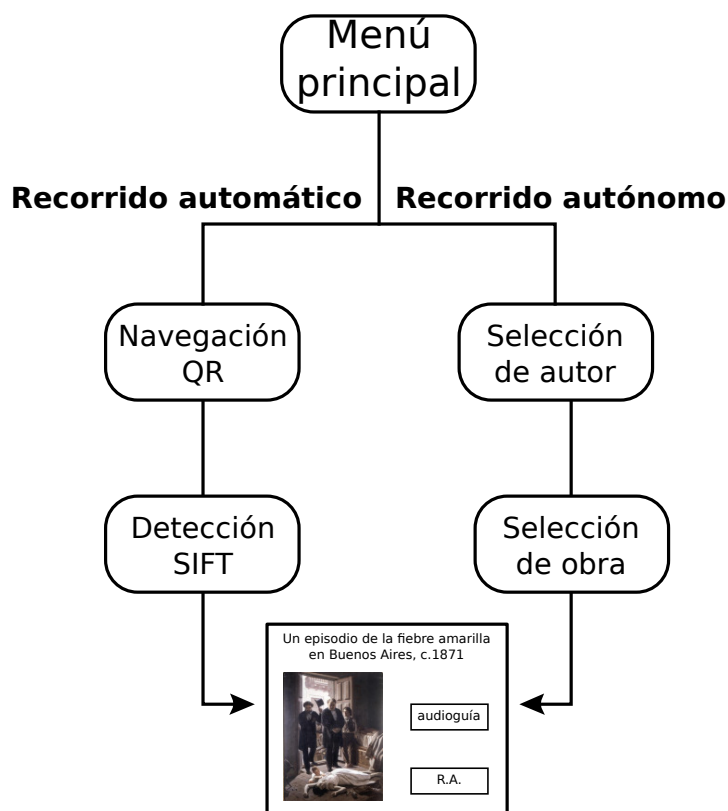 Menú
principal
Recorrido automático
Recorrido autónomo
Navegación
QR
Selección
de autor
Detección
SIFT
Selección
de obra
Un episodio de la fiebre amarilla
en Buenos Aires, c.1871
audioguía
R.A.